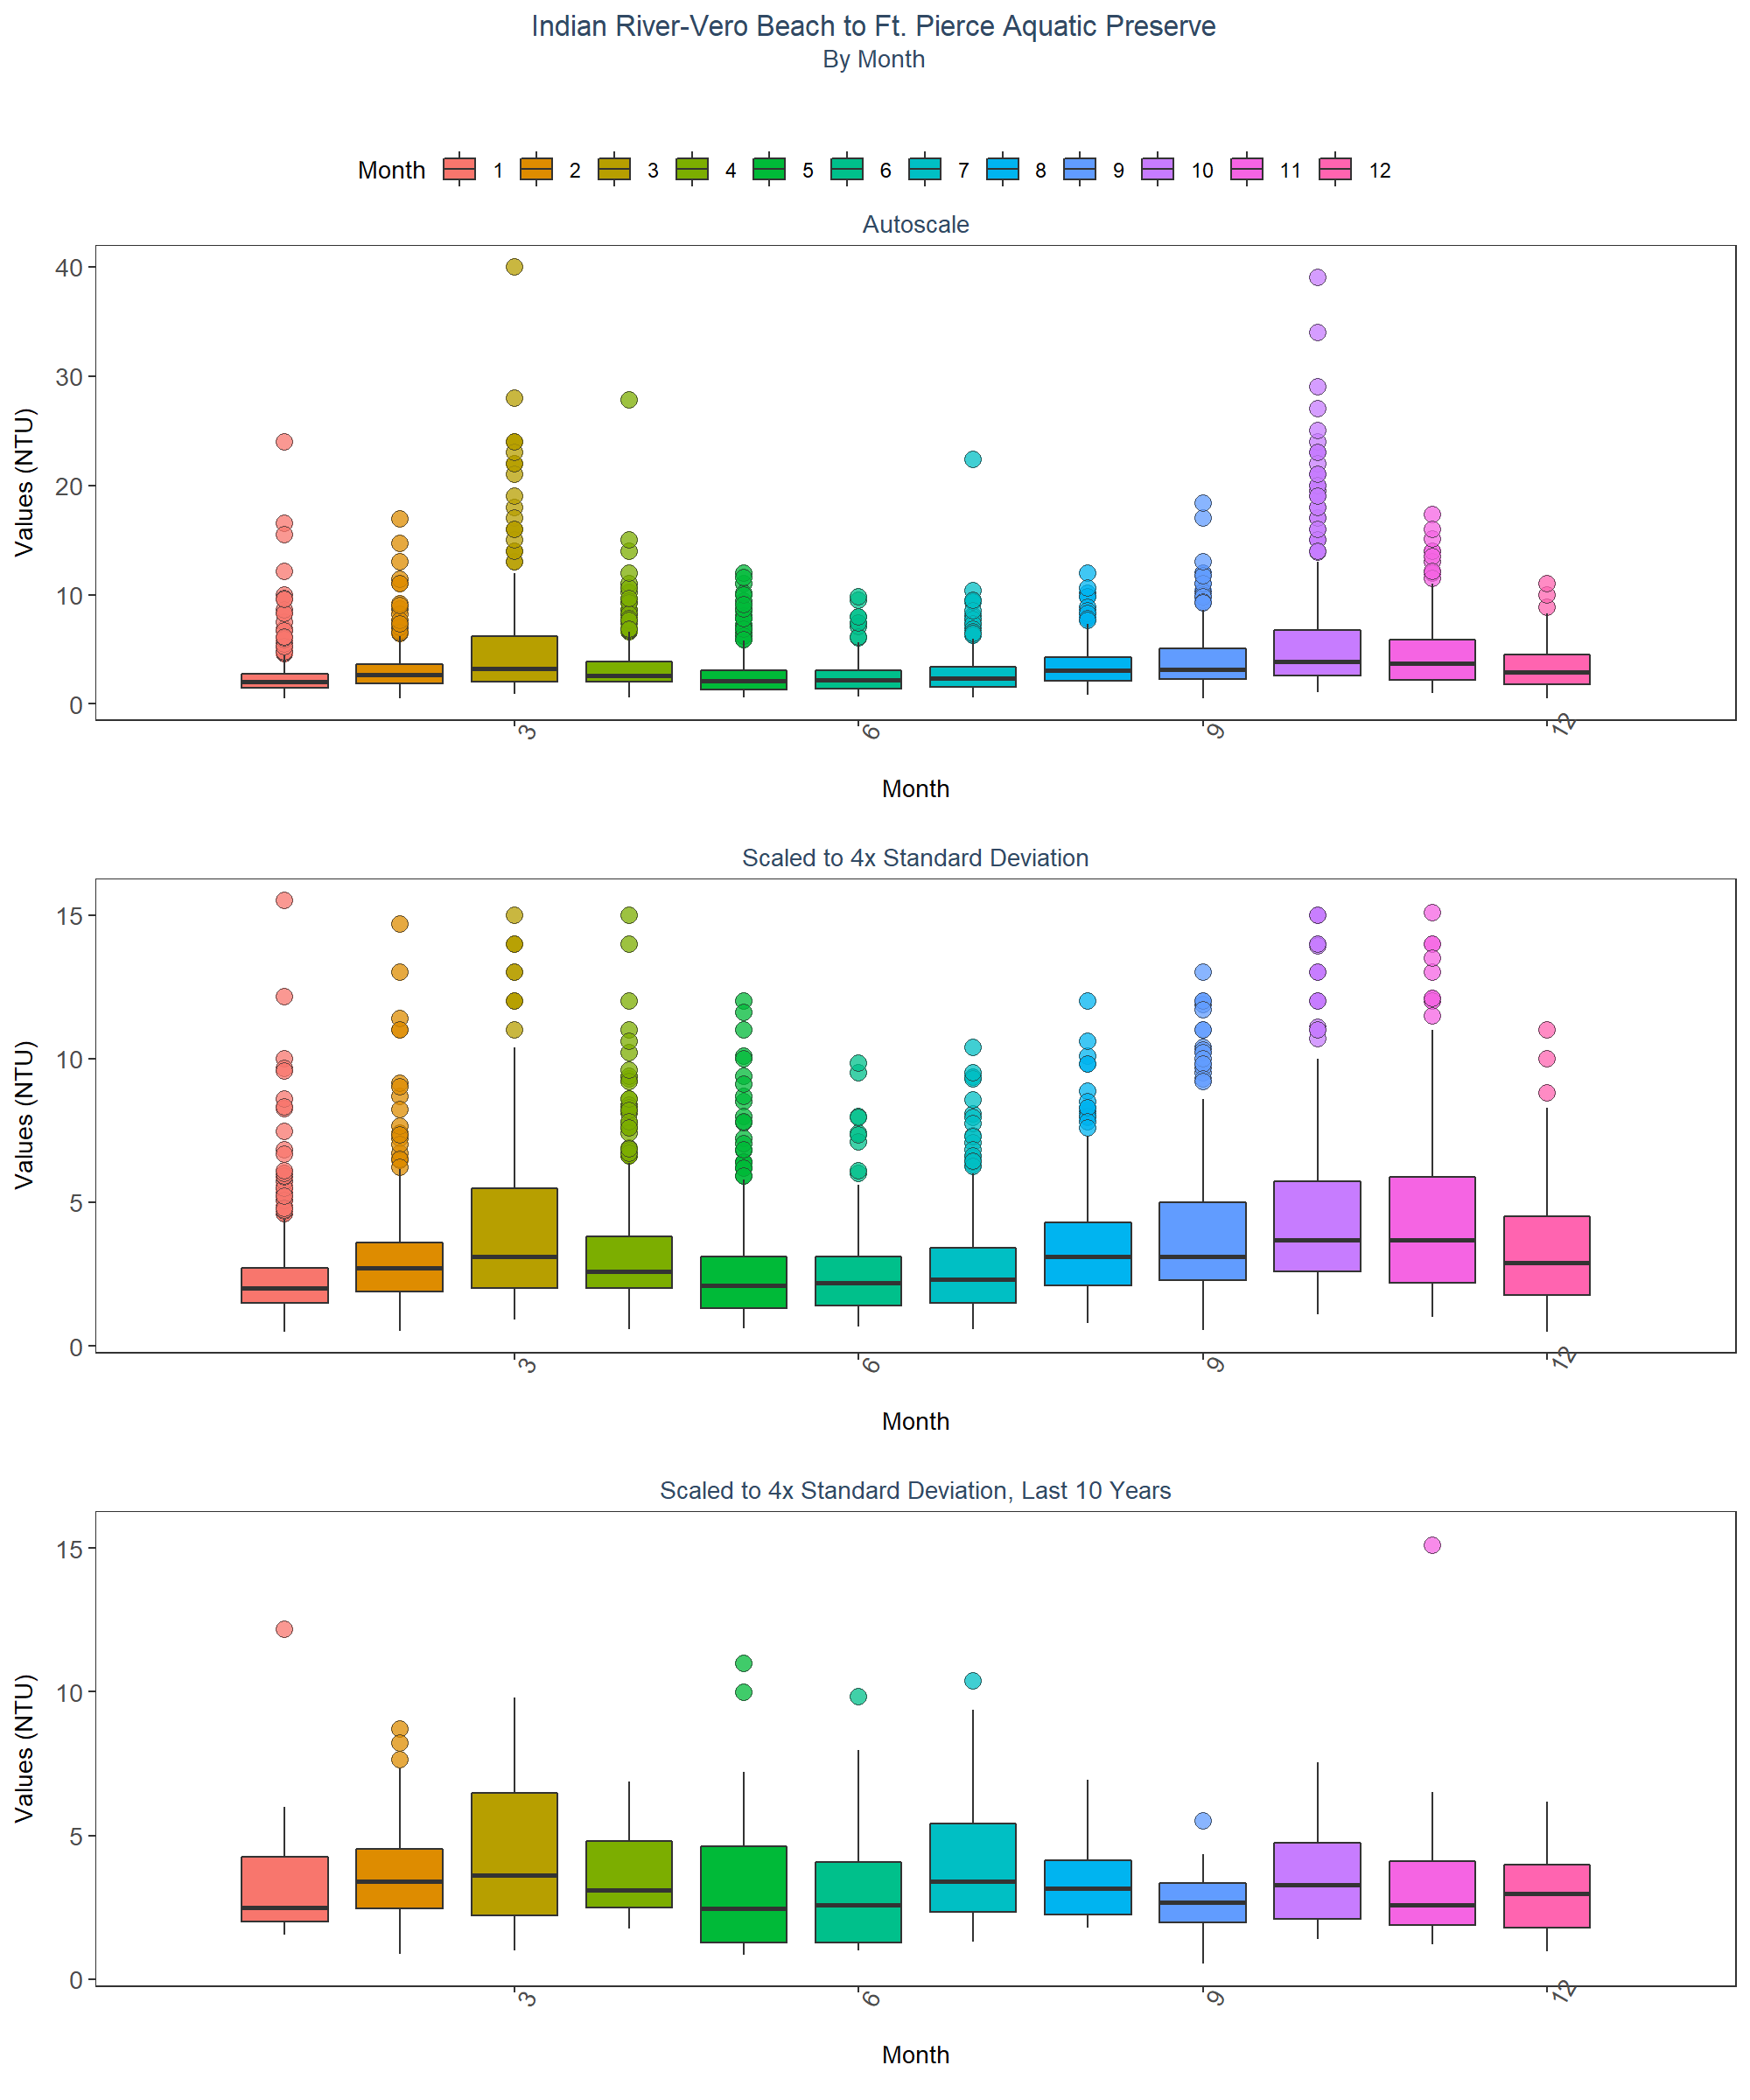 Indian River-Vero Beach to Ft. Pierce Aquatic Preserve
By Month
Month 1 2 3 4 5 6 7 8 9 10 11 12
Autoscale
Values (NTU)
40
30
20
10
0
3 6 9 12
Month
Scaled to 4x Standard Deviation
Values (NTU)
15
10
5
0
3 6 9 12
Month
Scaled to 4x Standard Deviation, Last 10 Years
Values (NTU)
15
10
5
0
3 6 9 12
Month